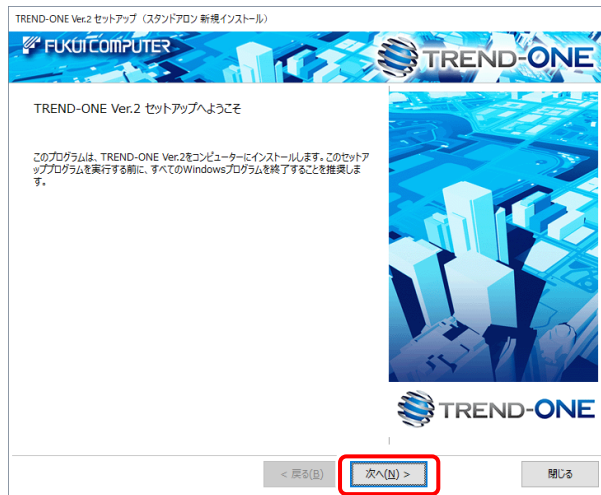 TREND-ONE Ver.2 セットアップ（スタンドアロン 新規インストール）
FUKUI COMPUTER
TREND-ONE
TREND-ONE Ver.2 セットアップへようこそ
このプログラムは、TREND-ONE Ver.2をコンピューターにインストールします。このセットア
ッププログラムを実行する前に、すべてのWindowsプログラムを終了することを推奨しま
す。
TREND-ONE
< 戻る(B)
次へ(N) >
閉じる